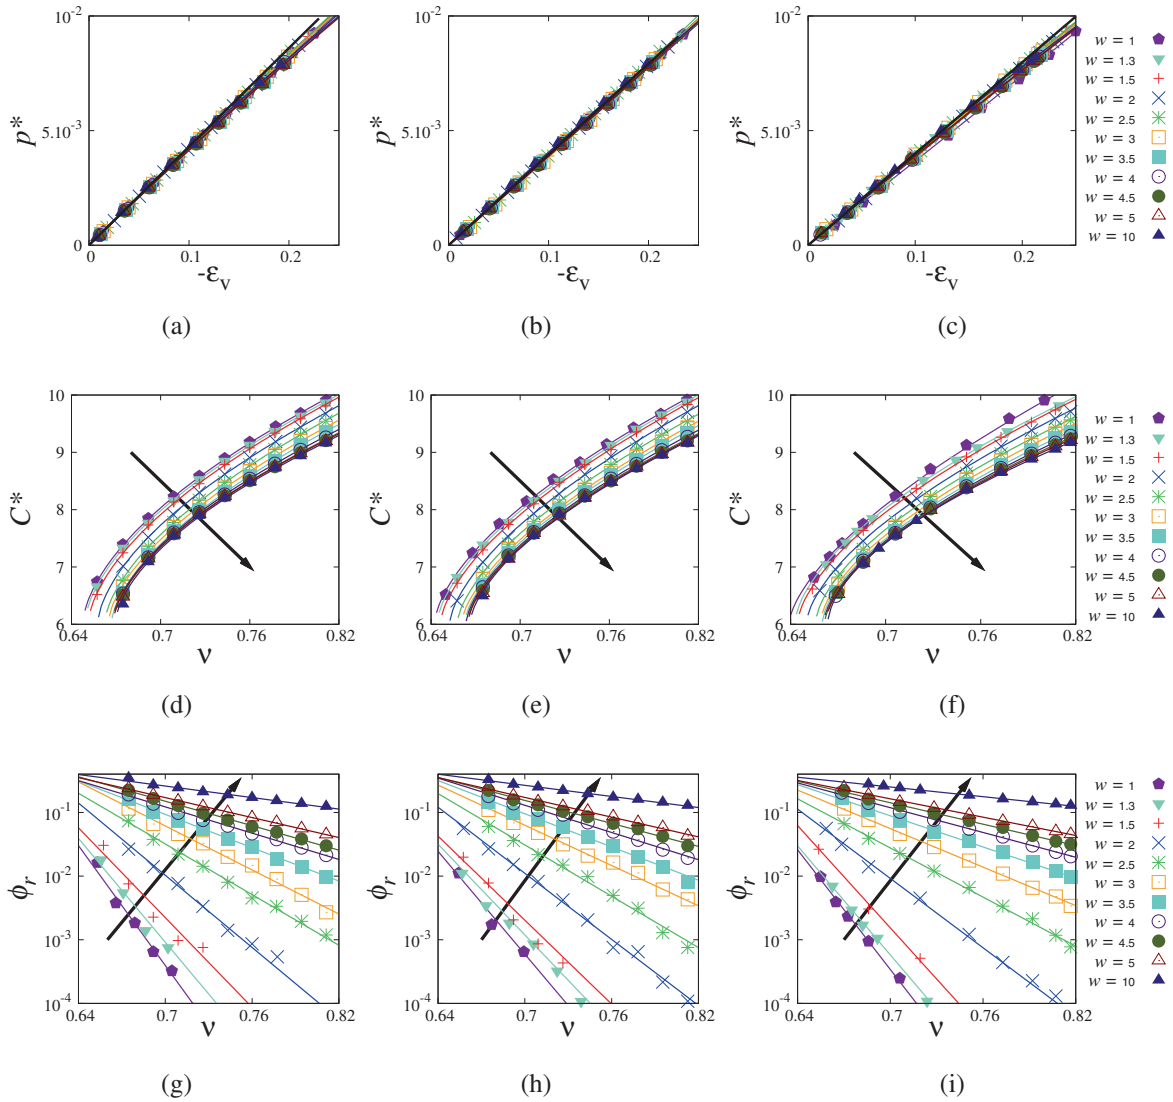 10⁻² 10⁻² 10⁻²
p* 5.10⁻³ p* 5.10⁻³ p* 5.10⁻³
0 0 0
0 0.1 0.2 0 0.1 0.2 0 0.1 0.2
-εᵥ -εᵥ -εᵥ
w = 1
w = 1.3
w = 1.5
w = 2
w = 2.5
w = 3
w = 3.5
w = 4
w = 4.5
w = 5
w = 10
(a) (b) (c)
10 10 10
9 9 9
C* 8 C* 8 C* 8
7 7 7
6 6 6
0.64 0.7 0.76 0.82 0.64 0.7 0.76 0.82 0.64 0.7 0.76 0.82
ν ν ν
w = 1
w = 1.3
w = 1.5
w = 2
w = 2.5
w = 3
w = 3.5
w = 4
w = 4.5
w = 5
w = 10
(d) (e) (f)
10⁻¹ 10⁻¹ 10⁻¹
ϕᵣ 10⁻² ϕᵣ 10⁻² ϕᵣ 10⁻²
10⁻³ 10⁻³ 10⁻³
10⁻⁴ 10⁻⁴ 10⁻⁴
0.64 0.7 0.76 0.82 0.64 0.7 0.76 0.82 0.64 0.7 0.76 0.82
ν ν ν
w = 1
w = 1.3
w = 1.5
w = 2
w = 2.5
w = 3
w = 3.5
w = 4
w = 4.5
w = 5
w = 10
(g) (h) (i)